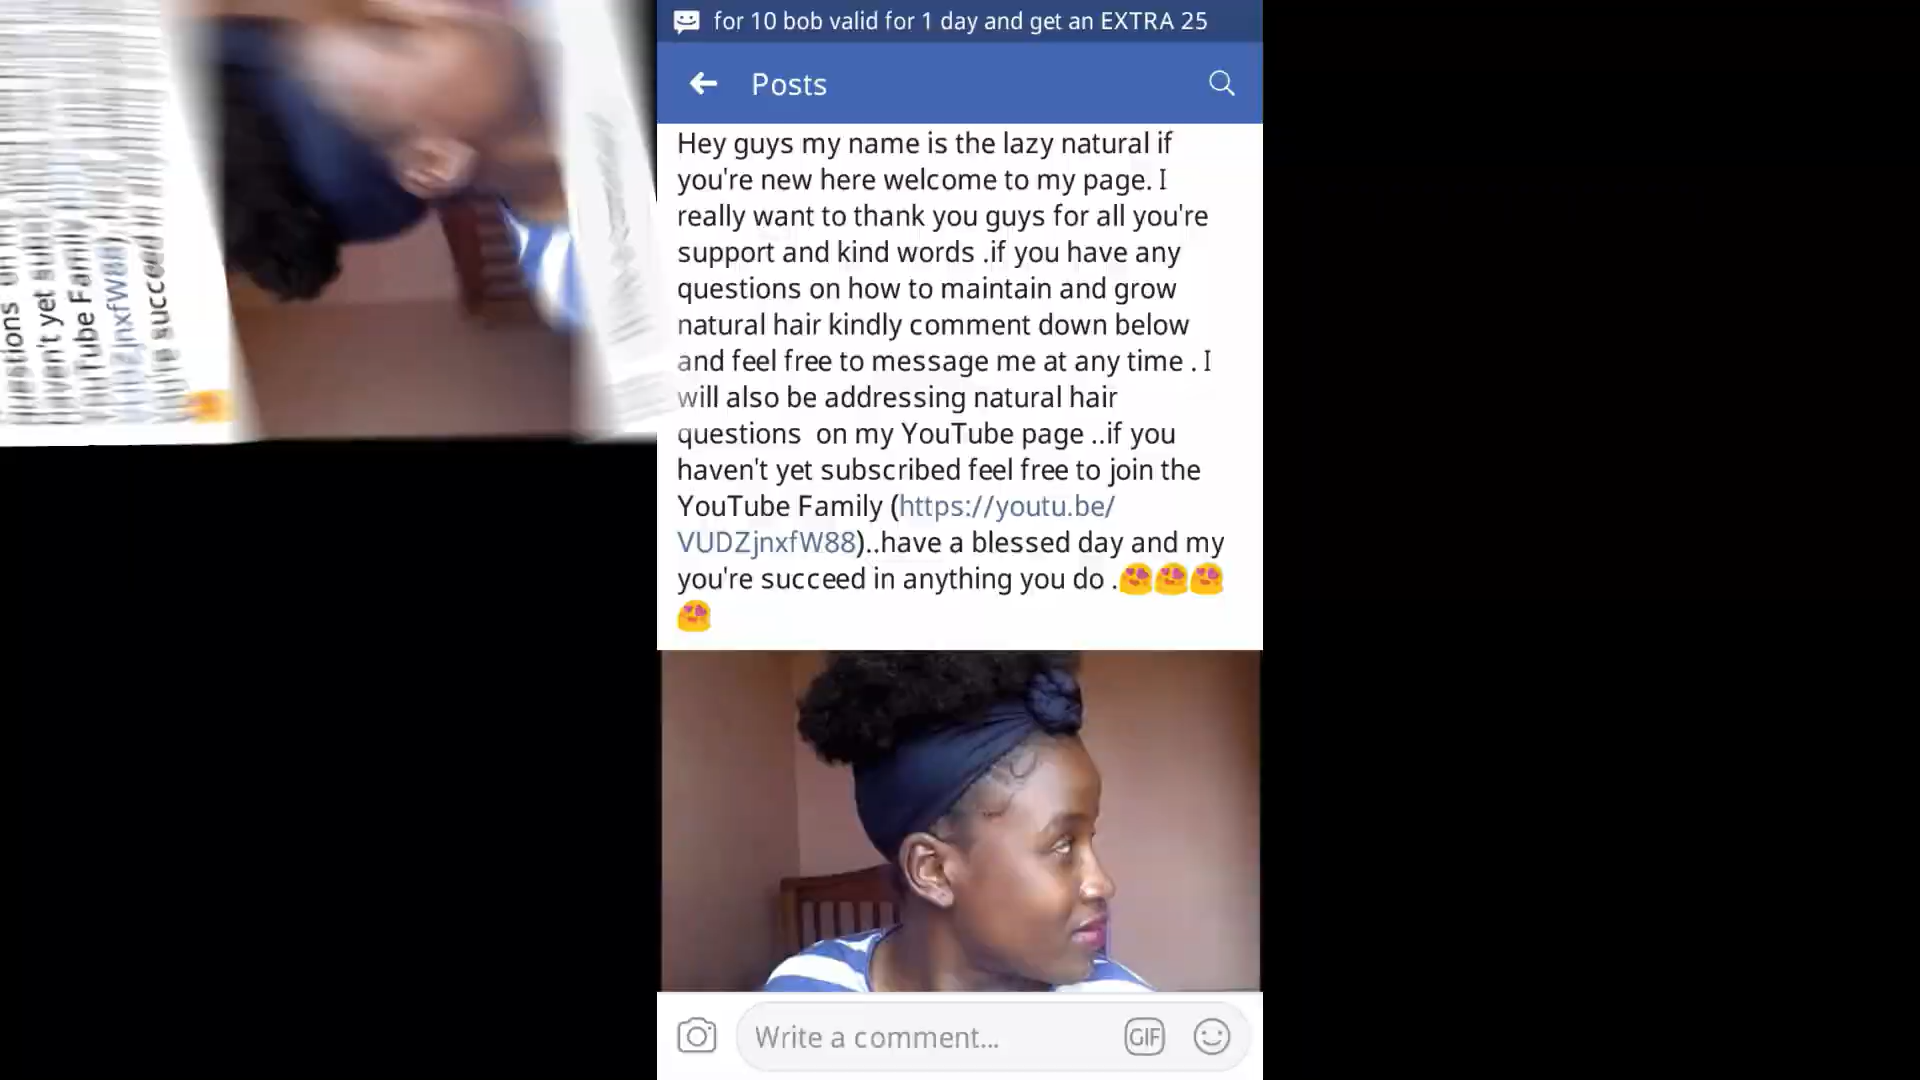 for 10 bob valid for 1 day and get an EXTRA 25
Posts
Hey guys my name is the lazy natural if
you're new here welcome to my page. I
really want to thank you guys for all you're
support and kind words .if you have any
questions on how to maintain and grow
natural hair kindly comment down below
and feel free to message me at any time . I
will also be addressing natural hair
questions  on my YouTube page ..if you
haven't yet subscribed feel free to join the
YouTube Family (https://youtu.be/
VUDZjnxfW88)..have a blessed day and my
you're succeed in anything you do .😍😍😍
😍
Write a comment...
GIF